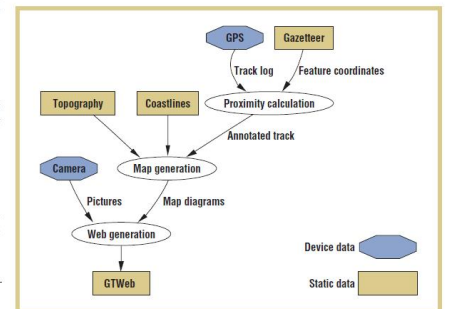 GPS
Gazetteer
Track log
Feature coordinates
Topography
Coastlines
Proximity calculation
Annotated track
Camera
Map generation
Pictures
Map diagrams
Web generation
Device data
GTWeb
Static data